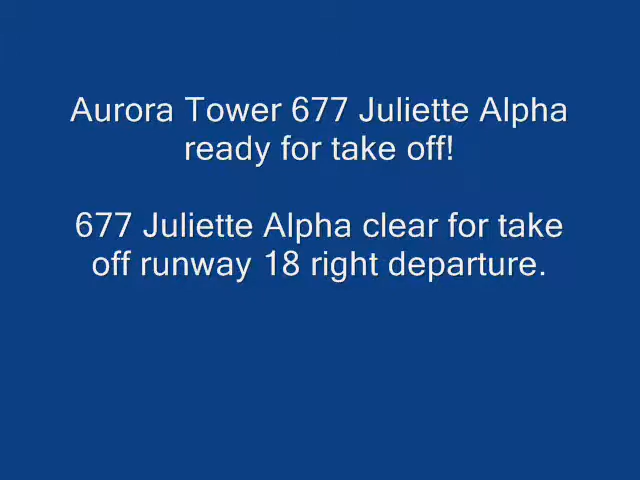 Aurora Tower 677 Juliette Alpha
ready for take off!
677 Juliette Alpha clear for take
off runway 18 right departure.